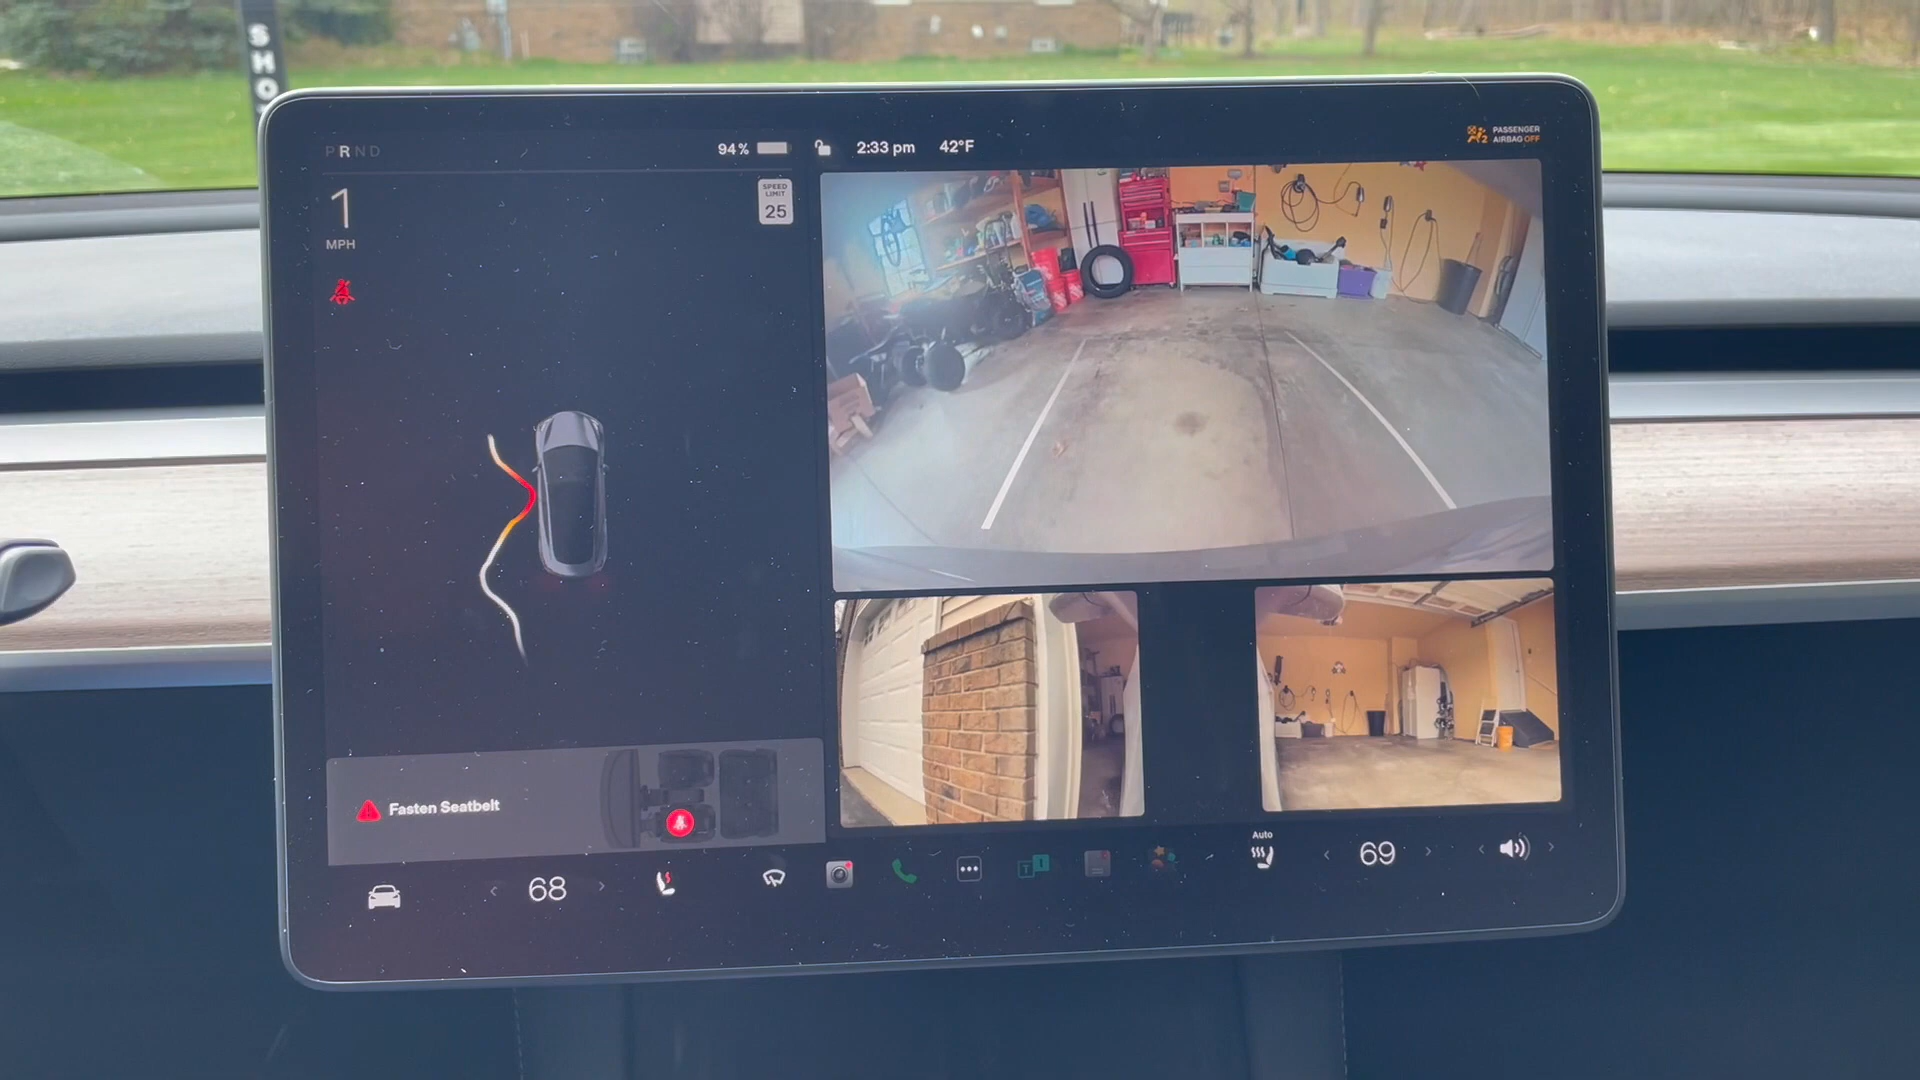 SHO
PRND
94%
2:33 pm
42°F
PASSENGER
AIRBAG OFF
1
MPH
SPEED
LIMIT
25
Fasten Seatbelt
68
Auto
69